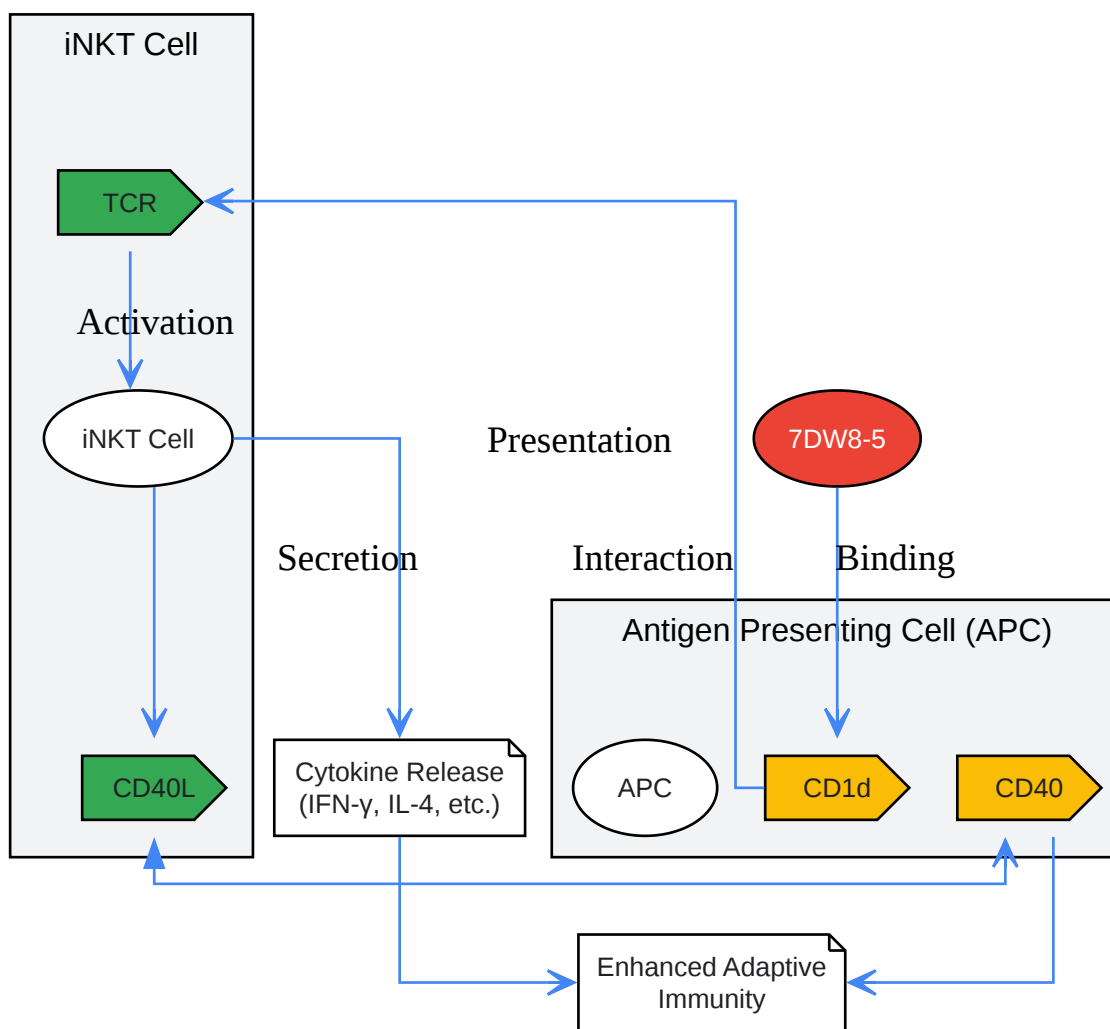 iNKT Cell
TCR
Activation
iNKT Cell
Presentation
7DW8-5
Secretion
Interaction
Binding
Antigen Presenting Cell (APC)
CD40L
Cytokine Release
(IFN-γ, IL-4, etc.)
APC
CD1d
CD40
Enhanced Adaptive
Immunity